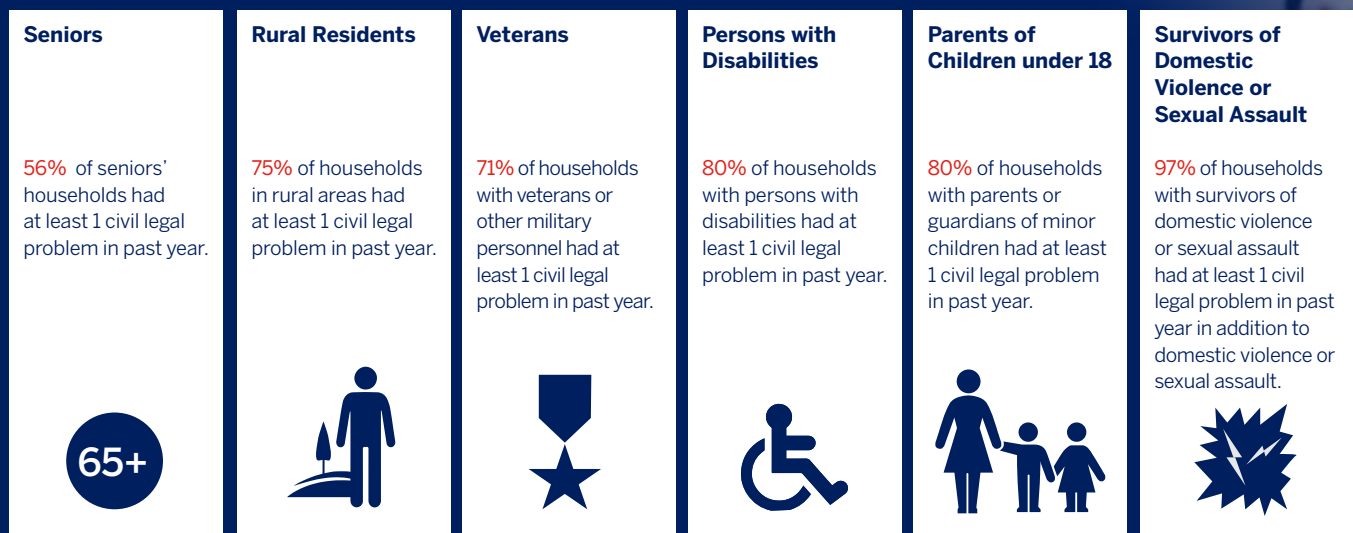 Seniors
56% of seniors'
households had
at least 1 civil legal
problem in past year.
65+
Rural Residents
75% of households
in rural areas had
at least 1 civil legal
problem in past year.
Veterans
71% of households
with veterans or
other military
personnel had at
least 1 civil legal
problem in past year.
Persons with
Disabilities
80% of households
with persons with
disabilities had at
least 1 civil legal
problem in past year.
Parents of
Children under 18
80% of households
with parents or
guardians of minor
children had at least
1 civil legal problem
in past year.
Survivors of
Domestic
Violence or
Sexual Assault
97% of households
with survivors of
domestic violence
or sexual assault
had at least 1 civil
legal problem in past
year in addition to
domestic violence or
sexual assault.